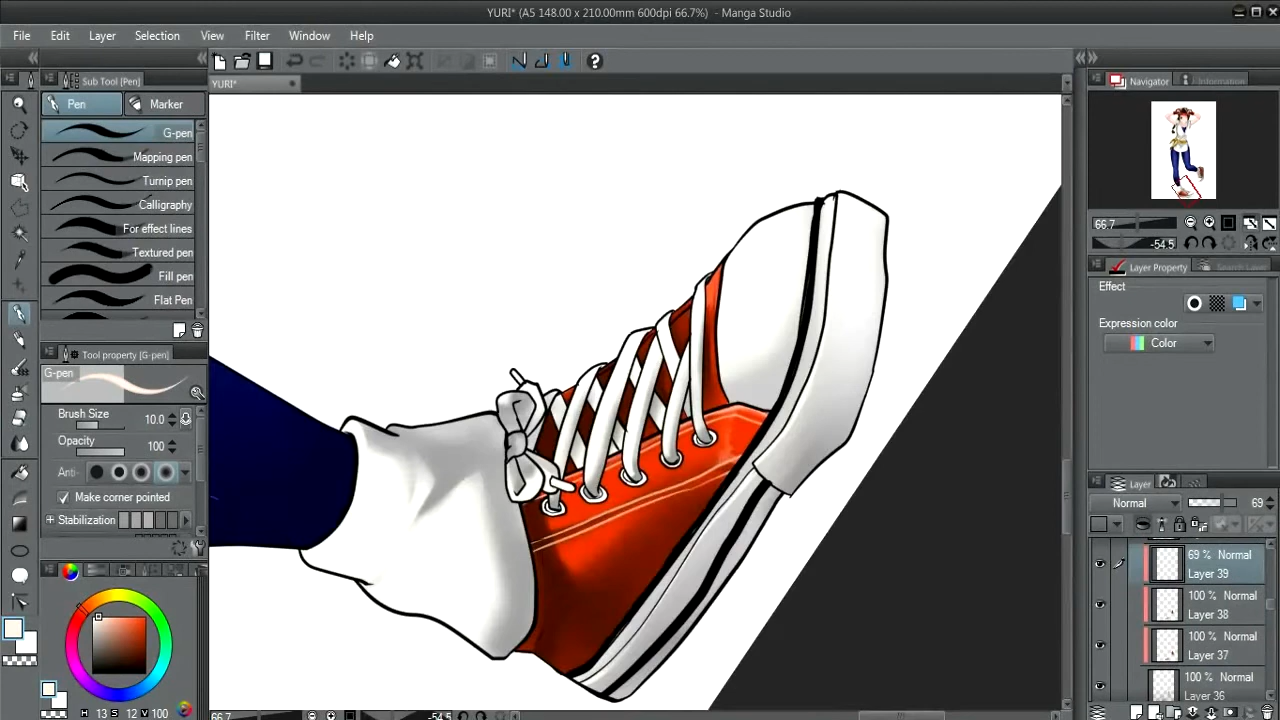 YURI* (A5 148.00 x 210.00mm 600dpi 66.7%) - Manga Studio
File Edit Layer Selection View Filter Window Help
Sub Tool [Pen]
YURI*
Navigator Information
Pen Marker
G-pen
Mapping pen
Turnip pen
Calligraphy
For effect lines
Textured pen
Fill pen
Flat Pen
66.7
-54.5
Layer Property Search Layer
Effect
Expression color
Color
Tool property [G-pen]
G-pen
Brush Size 10.0
Opacity 100
Anti-
Make corner pointed
Stabilization
Layer
Normal 69
69 % Normal
Layer 39
100 % Normal
Layer 38
100 % Normal
Layer 37
100 % Normal
Layer 36
H 13 S 12 V 100
66.7 -54.5